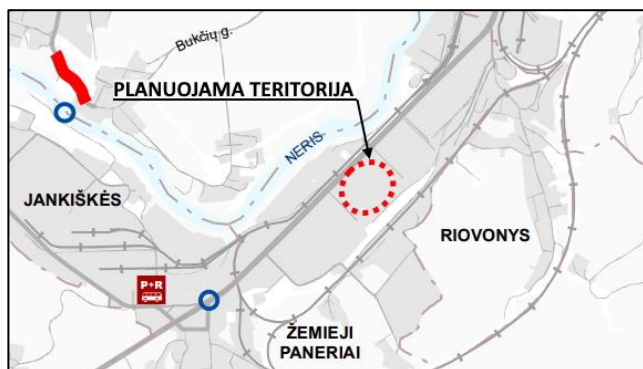 Bukčių g.
PLANUOJAMA TERITORIJA
NERIS
JANKIŠKĖS
RIOVONYS
P+R
ŽEMIEJI
PANERIAI